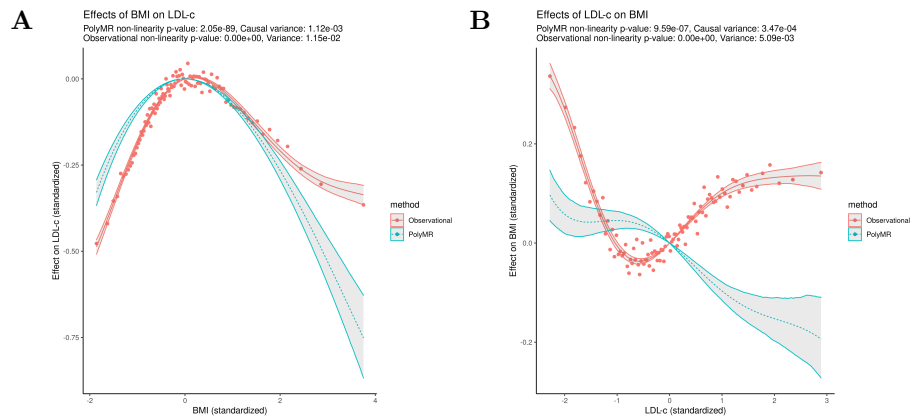 A
Effects of BMI on LDL-c
PolyMR non-linearity p-value: 2.05e-89, Causal variance: 1.12e-03
Observational non-linearity p-value: 0.00e+00, Variance: 1.15e-02
0.00
-0.25
-0.50
-0.75
Effect on LDL-c (standardized)
-2
0
2
4
BMI (standardized)
method
Observational
PolyMR
B
Effects of LDL-c on BMI
PolyMR non-linearity p-value: 9.59e-07, Causal variance: 3.47e-04
Observational non-linearity p-value: 0.00e+00, Variance: 5.09e-03
0.2
0.0
-0.2
Effect on BMI (standardized)
-2
-1
0
1
2
3
LDL-c (standardized)
method
Observational
PolyMR